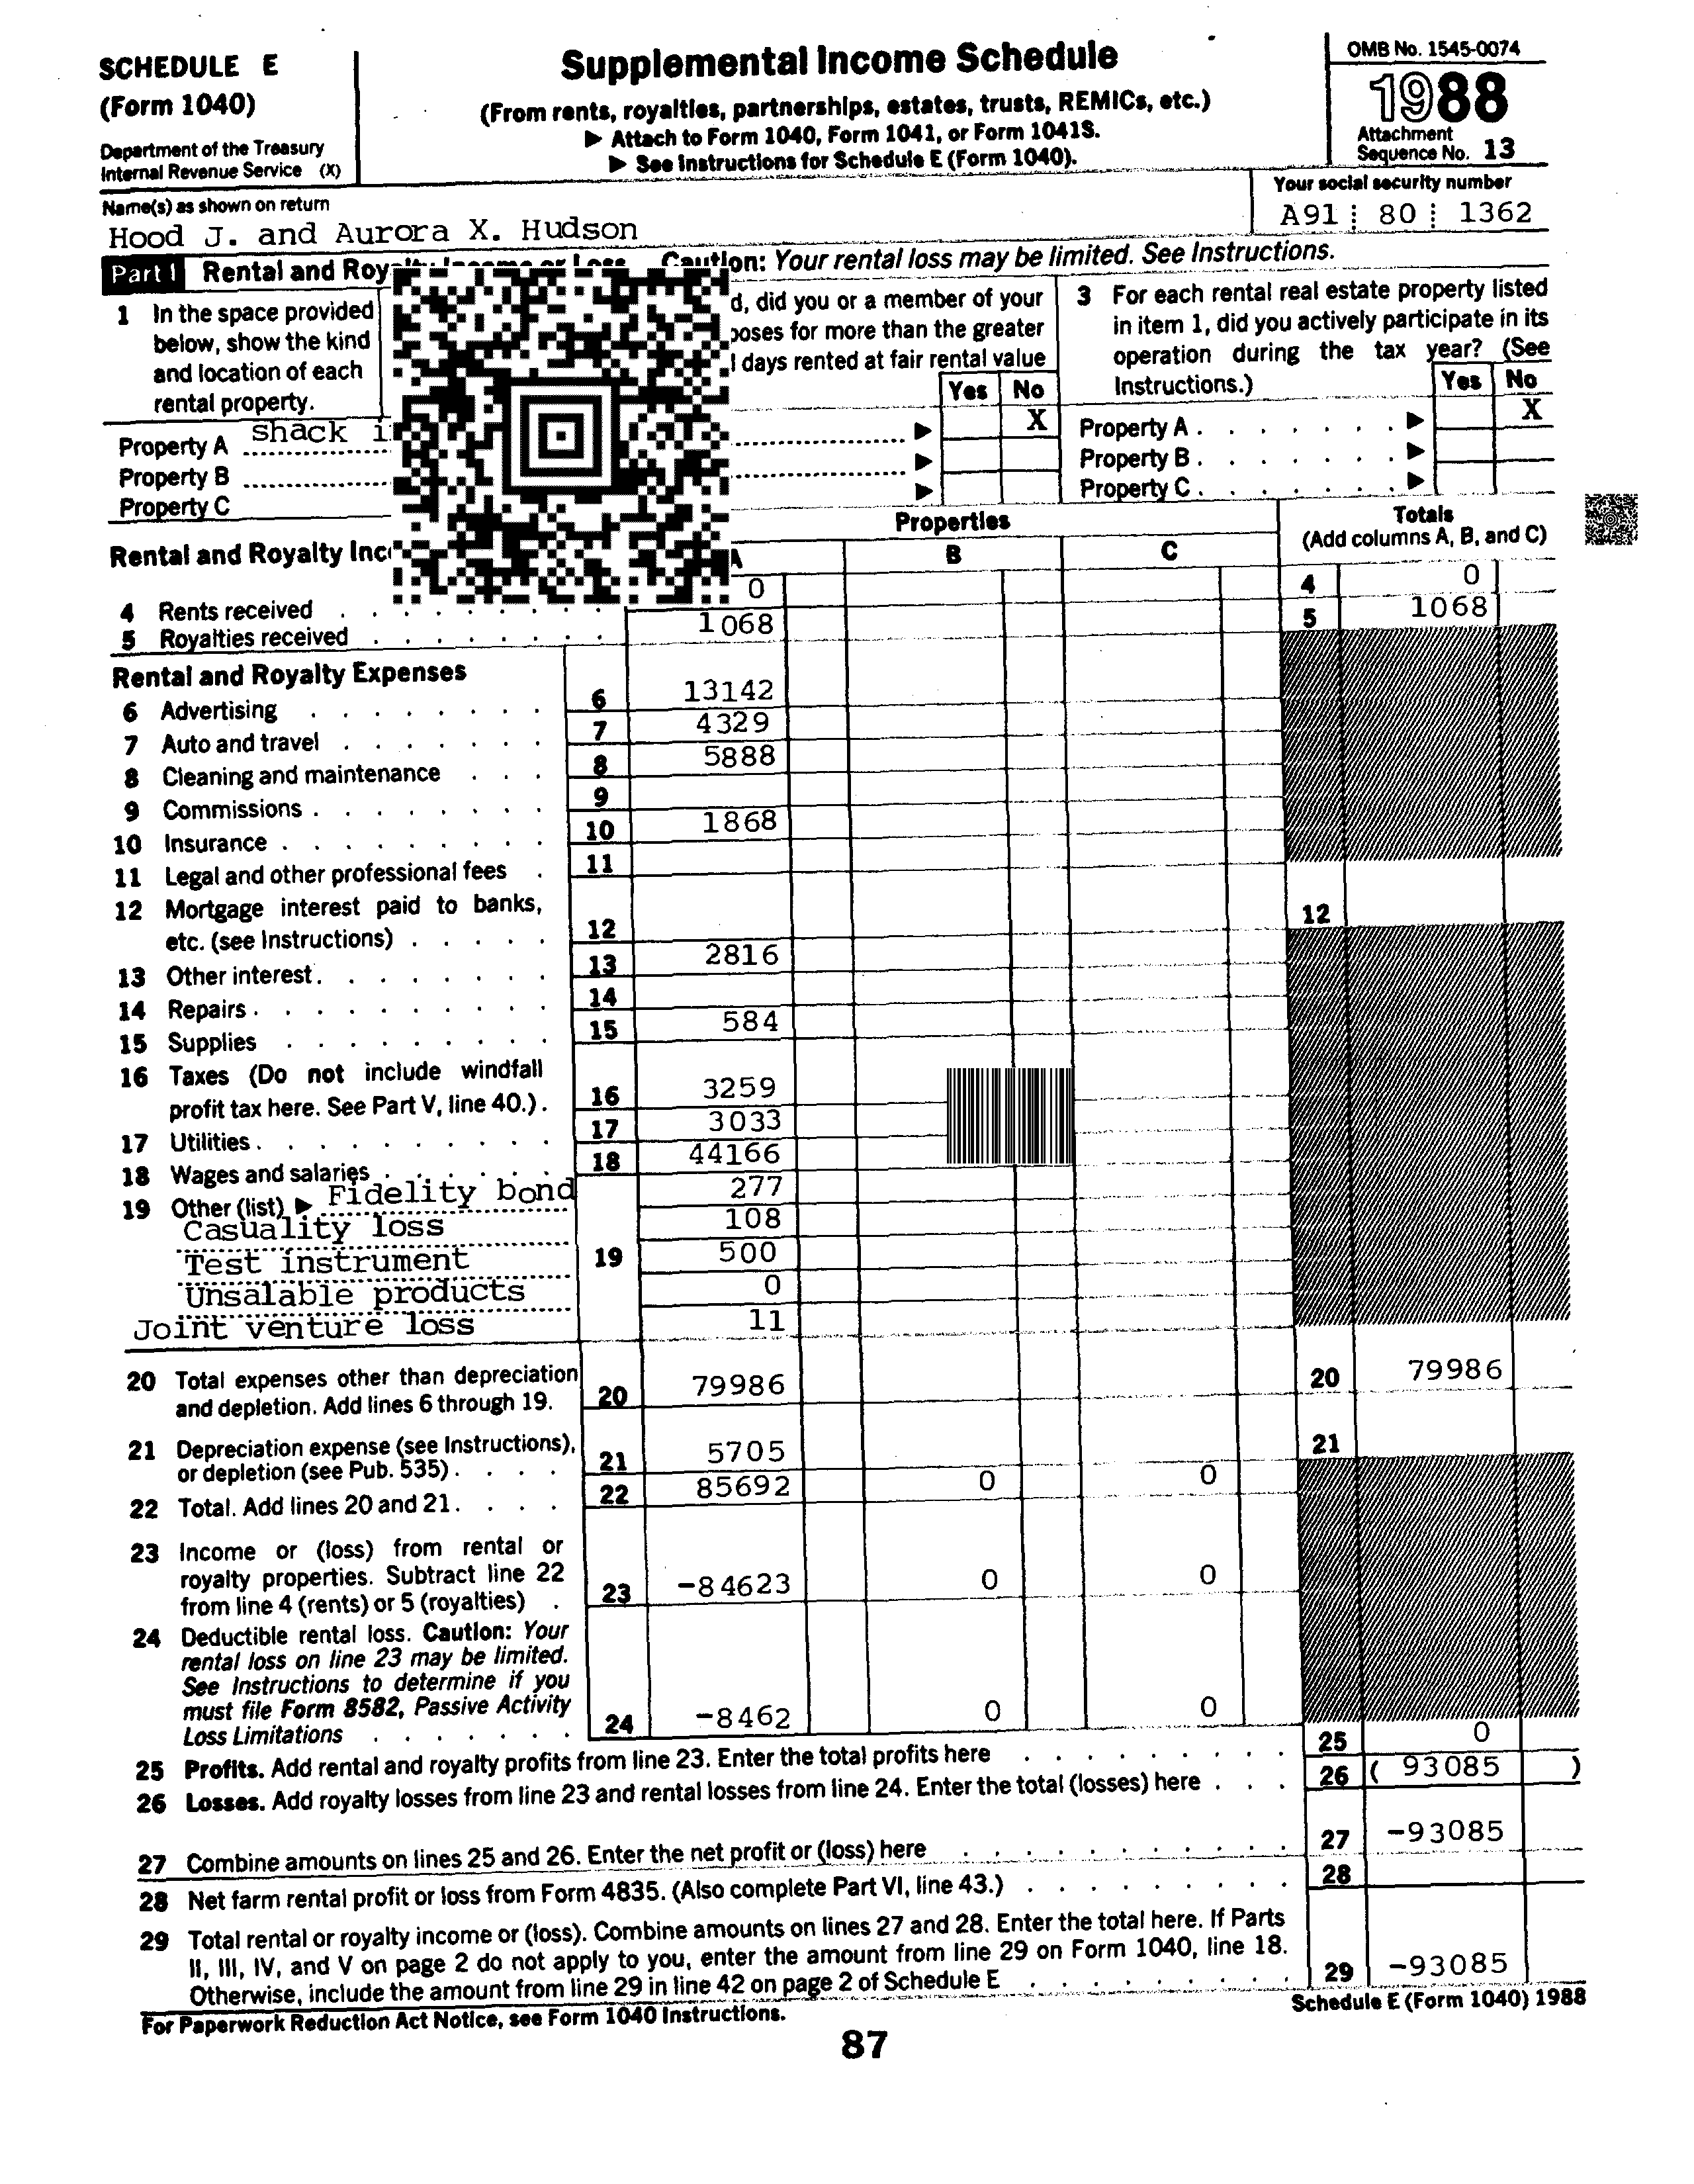 SCHEDULE E
(Form 1040)
Department of the Treasury
Internal Revenue Service (X)
Supplemental Income Schedule
(From rents, royalties, partnerships, estates, trusts, REMICs, etc.)
▶ Attach to Form 1040, Form 1041, or Form 1041S.
▶ See Instructions for Schedule E (Form 1040).
OMB No. 1545-0074
1988
Attachment
Sequence No. 13
Name(s) as shown on return
Hood J. and Aurora X. Hudson
Your social security number
A91 80 1362
Part I Rental and Caution: Your rental loss may be limited. See Instructions.
1 In the space provided
below, show the kind
and location of each
rental property.
did you or a member of your
for more than the greater
days rented at fair rental value
Yes No
3 For each rental real estate property listed
in item 1, did you actively participate in its
operation during the tax year? (See
Instructions.)
Yes No
Property A shack ▶ X
Property B ▶
Property C ▶
Property A ▶ X
Property B ▶
Property C ▶
Rental and Royalty
Properties
A B C
Totals
(Add columns A, B, and C)
4 Rents received 0 4 0
5 Royalties received 1068 5 1068
Rental and Royalty Expenses
6 Advertising 6 13142
7 Auto and travel 7 4329
8 Cleaning and maintenance 8 5888
9 Commissions 9
10 Insurance 10 1868
11 Legal and other professional fees 11
12 Mortgage interest paid to banks,
etc. (see Instructions) 12 12
13 Other interest 13 2816
14 Repairs 14
15 Supplies 15 584
16 Taxes (Do not include windfall
profit tax here. See Part V, line 40.) 16 3259
17 Utilities 17 3033
18 Wages and salaries 18 44166
19 Other (list) ▶ Fidelity bond 277
Casuality loss 108
Test instrument 19 500
Unsalable products 0
Joint venture loss 11
20 Total expenses other than depreciation
and depletion. Add lines 6 through 19. 20 79986 20 79986
21 Depreciation expense (see Instructions),
or depletion (see Pub. 535) 21 5705 21
22 Total. Add lines 20 and 21 22 85692 0 0
23 Income or (loss) from rental or
royalty properties. Subtract line 22
from line 4 (rents) or 5 (royalties) 23 -84623 0 0
24 Deductible rental loss. Caution: Your
rental loss on line 23 may be limited.
See Instructions to determine if you
must file Form 8582, Passive Activity
Loss Limitations 24 -8462 0 0
25 Profits. Add rental and royalty profits from line 23. Enter the total profits here 25 0
26 Losses. Add royalty losses from line 23 and rental losses from line 24. Enter the total (losses) here 26 ( 93085 )
27 Combine amounts on lines 25 and 26. Enter the net profit or (loss) here 27 -93085
28 Net farm rental profit or loss from Form 4835. (Also complete Part VI, line 43.) 28
29 Total rental or royalty income or (loss). Combine amounts on lines 27 and 28. Enter the total here. If Parts
II, III, IV, and V on page 2 do not apply to you, enter the amount from line 29 on Form 1040, line 18.
Otherwise, include the amount from line 29 in line 42 on page 2 of Schedule E 29 -93085
For Paperwork Reduction Act Notice, see Form 1040 Instructions.
Schedule E (Form 1040) 1988
87